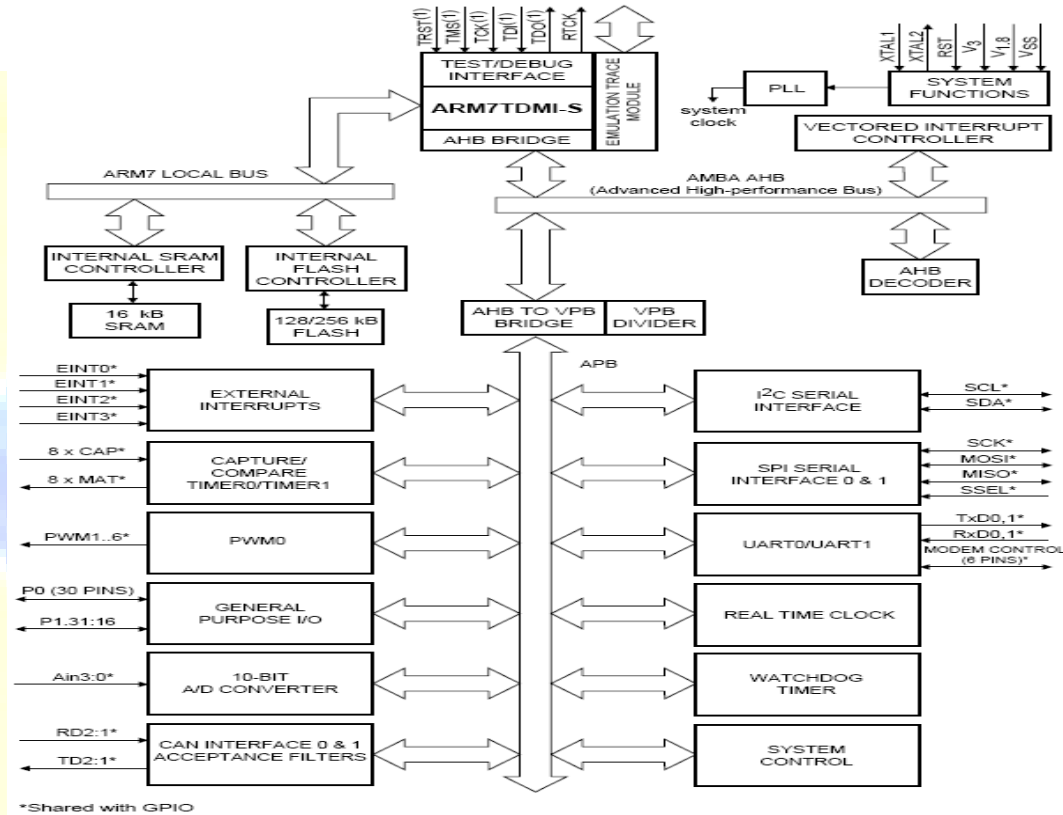 TRST(1)
TMS(1)
TCK(1)
TDI(1)
TDO(1)
RTCK
XTAL1
XTAL2
RST
V3
V1.8
VSS
TEST/DEBUG
INTERFACE
ARM7TDMI-S
AHB BRIDGE
EMULATION TRACE
MODULE
PLL
system
clock
SYSTEM
FUNCTIONS
VECTORED INTERRUPT
CONTROLLER
ARM7 LOCAL BUS
AMBA AHB
(Advanced High-performance Bus)
INTERNAL SRAM
CONTROLLER
INTERNAL
FLASH
CONTROLLER
AHB
DECODER
16 kB
SRAM
128/256 kB
FLASH
AHB TO VPB
BRIDGE
VPB
DIVIDER
APB
EINT0*
EINT1*
EINT2*
EINT3*
EXTERNAL
INTERRUPTS
I2C SERIAL
INTERFACE
SCL*
SDA*
8 x CAP*
8 x MAT*
CAPTURE/
COMPARE
TIMER0/TIMER1
SPI SERIAL
INTERFACE 0 & 1
SCK*
MOSI*
MISO*
SSEL*
PWM1..6*
PWM0
UART0/UART1
TxD0,1*
RxD0,1*
MODEM CONTROL
(6 PINS)*
P0 (30 PINS)
P1.31:16
GENERAL
PURPOSE I/O
REAL TIME CLOCK
Ain3:0*
10-BIT
A/D CONVERTER
WATCHDOG
TIMER
RD2:1*
TD2:1*
CAN INTERFACE 0 & 1
ACCEPTANCE FILTERS
SYSTEM
CONTROL
*Shared with GPIO